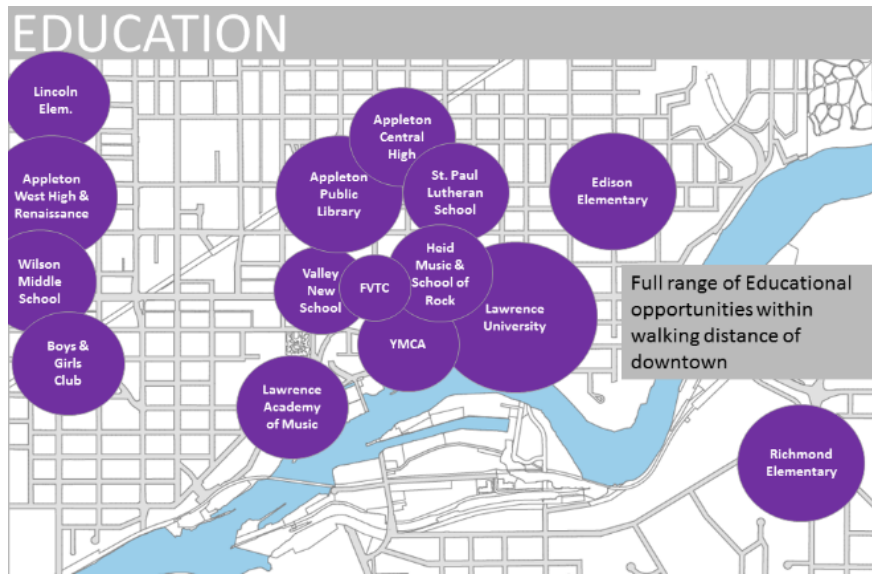 EDUCATION
Lincoln
Elem.
Appleton
West High &
Renaissance
Wilson
Middle
School
Boys &
Girls
Club
Appleton
Central
High
Appleton
Public
Library
St. Paul
Lutheran
School
Edison
Elementary
Valley
New
School
FVTC
Heid
Music &
School of
Rock
Lawrence
University
YMCA
Lawrence
Academy
of Music
Full range of Educational
opportunities within
walking distance of
downtown
Richmond
Elementary